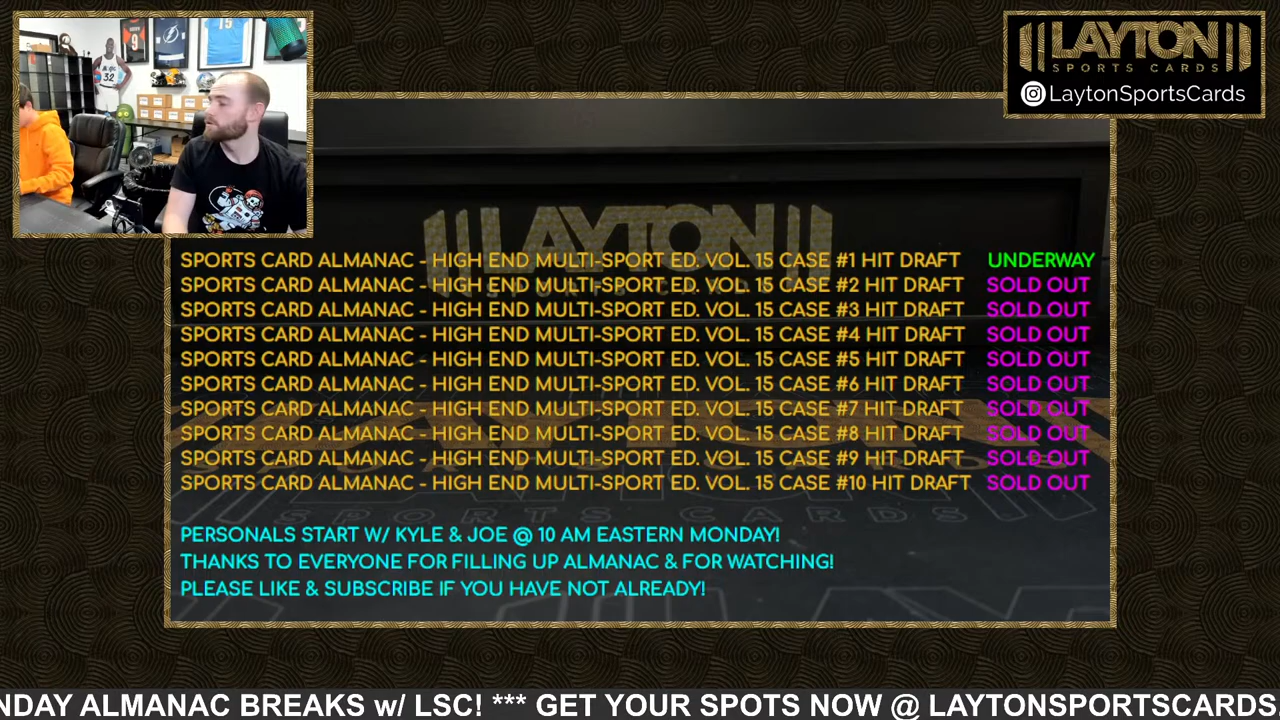 9
15
32
LAYTON
SPORTS CARDS
LaytonSportsCards
LAYTON
SPORTS CARD ALMANAC - HIGH END MULTI-SPORT ED. VOL. 15 CASE #1 HIT DRAFT UNDERWAY
SPORTS CARD ALMANAC - HIGH END MULTI-SPORT ED. VOL. 15 CASE #2 HIT DRAFT SOLD OUT
SPORTS CARD ALMANAC - HIGH END MULTI-SPORT ED. VOL. 15 CASE #3 HIT DRAFT SOLD OUT
SPORTS CARD ALMANAC - HIGH END MULTI-SPORT ED. VOL. 15 CASE #4 HIT DRAFT SOLD OUT
SPORTS CARD ALMANAC - HIGH END MULTI-SPORT ED. VOL. 15 CASE #5 HIT DRAFT SOLD OUT
SPORTS CARD ALMANAC - HIGH END MULTI-SPORT ED. VOL. 15 CASE #6 HIT DRAFT SOLD OUT
SPORTS CARD ALMANAC - HIGH END MULTI-SPORT ED. VOL. 15 CASE #7 HIT DRAFT SOLD OUT
SPORTS CARD ALMANAC - HIGH END MULTI-SPORT ED. VOL. 15 CASE #8 HIT DRAFT SOLD OUT
SPORTS CARD ALMANAC - HIGH END MULTI-SPORT ED. VOL. 15 CASE #9 HIT DRAFT SOLD OUT
SPORTS CARD ALMANAC - HIGH END MULTI-SPORT ED. VOL. 15 CASE #10 HIT DRAFT SOLD OUT
SPORTS CARDS
PERSONALS START W/ KYLE & JOE @ 10 AM EASTERN MONDAY!
THANKS TO EVERYONE FOR FILLING UP ALMANAC & FOR WATCHING!
PLEASE LIKE & SUBSCRIBE IF YOU HAVE NOT ALREADY!
NDAY ALMANAC BREAKS w/ LSC! *** GET YOUR SPOTS NOW @ LAYTONSPORTSCARDS.